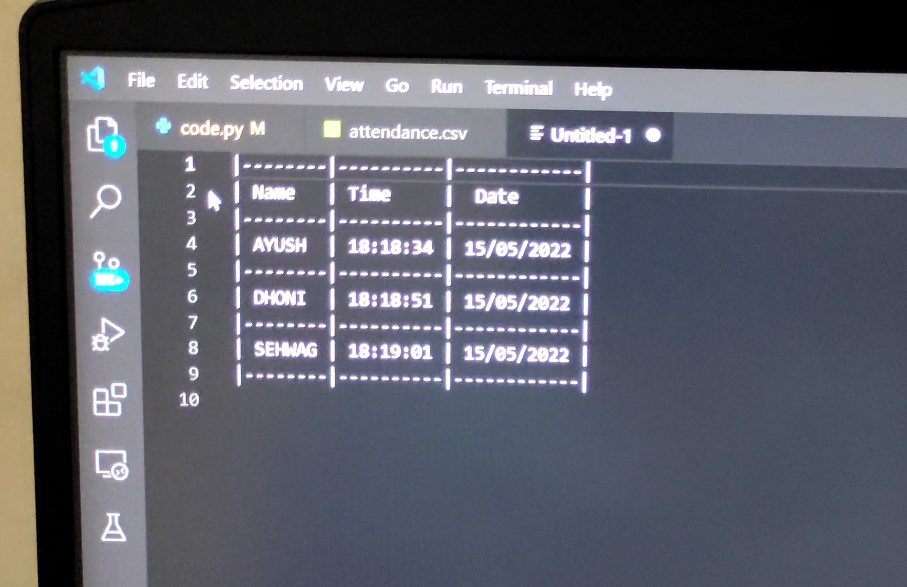 File Edit Selection View Go Run Terminal Help
code.py M attendance.csv Untitled-1
1 |--------|----------|------------|
2 | Name | Time | Date |
3 |--------|----------|------------|
4 | AYUSH | 18:18:34 | 15/05/2022 |
5 |--------|----------|------------|
6 | DHONI | 18:18:51 | 15/05/2022 |
7 |--------|----------|------------|
8 | SEHWAG | 18:19:01 | 15/05/2022 |
9 |--------|----------|------------|
10